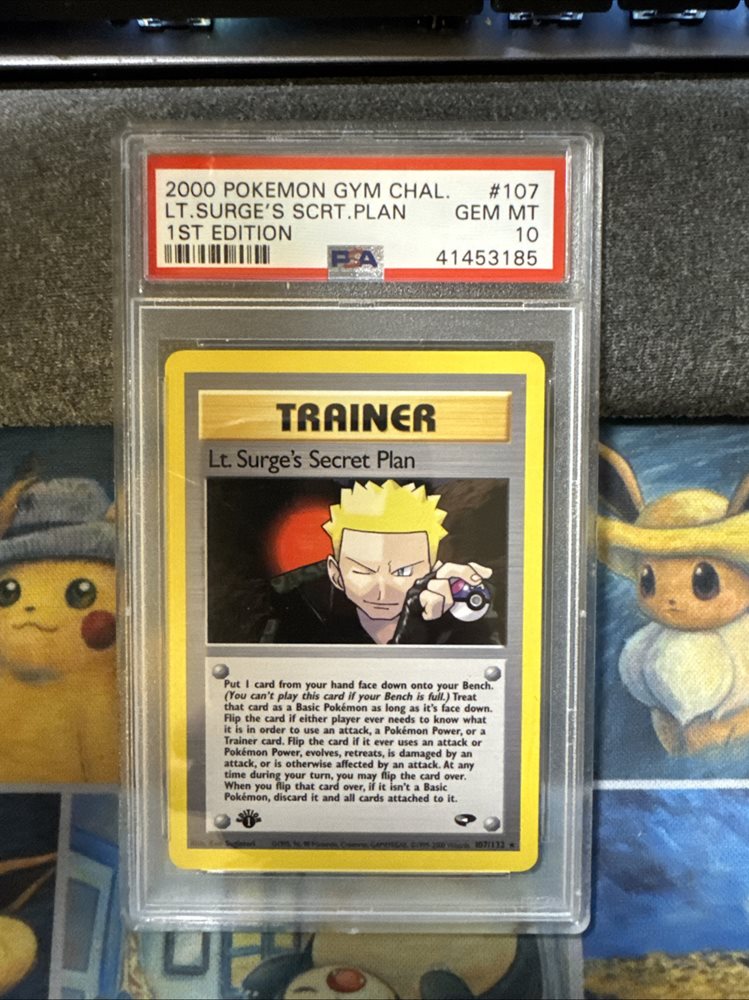 2000 POKEMON GYM CHAL. #107
LT.SURGE'S SCRT.PLAN GEM MT
1ST EDITION 10
PSA 41453185
TRAINER
Lt. Surge's Secret Plan
Put 1 card from your hand face down onto your Bench.
(You can't play this card if your Bench is full.) Treat
that card as a Basic Pokémon as long as it's face down.
Flip the card if either player ever needs to know what
it is in order to use an attack, a Pokémon Power, or a
Trainer card. Flip the card if it ever uses an attack or
Pokémon Power, evolves, retreats, is damaged by an
attack, or is otherwise affected by an attack. At any
time during your turn, you may flip the card over.
When you flip that card over, if it isn't a Basic
Pokémon, discard it and all cards attached to it.
EDITION
1
Sugimori 107/132